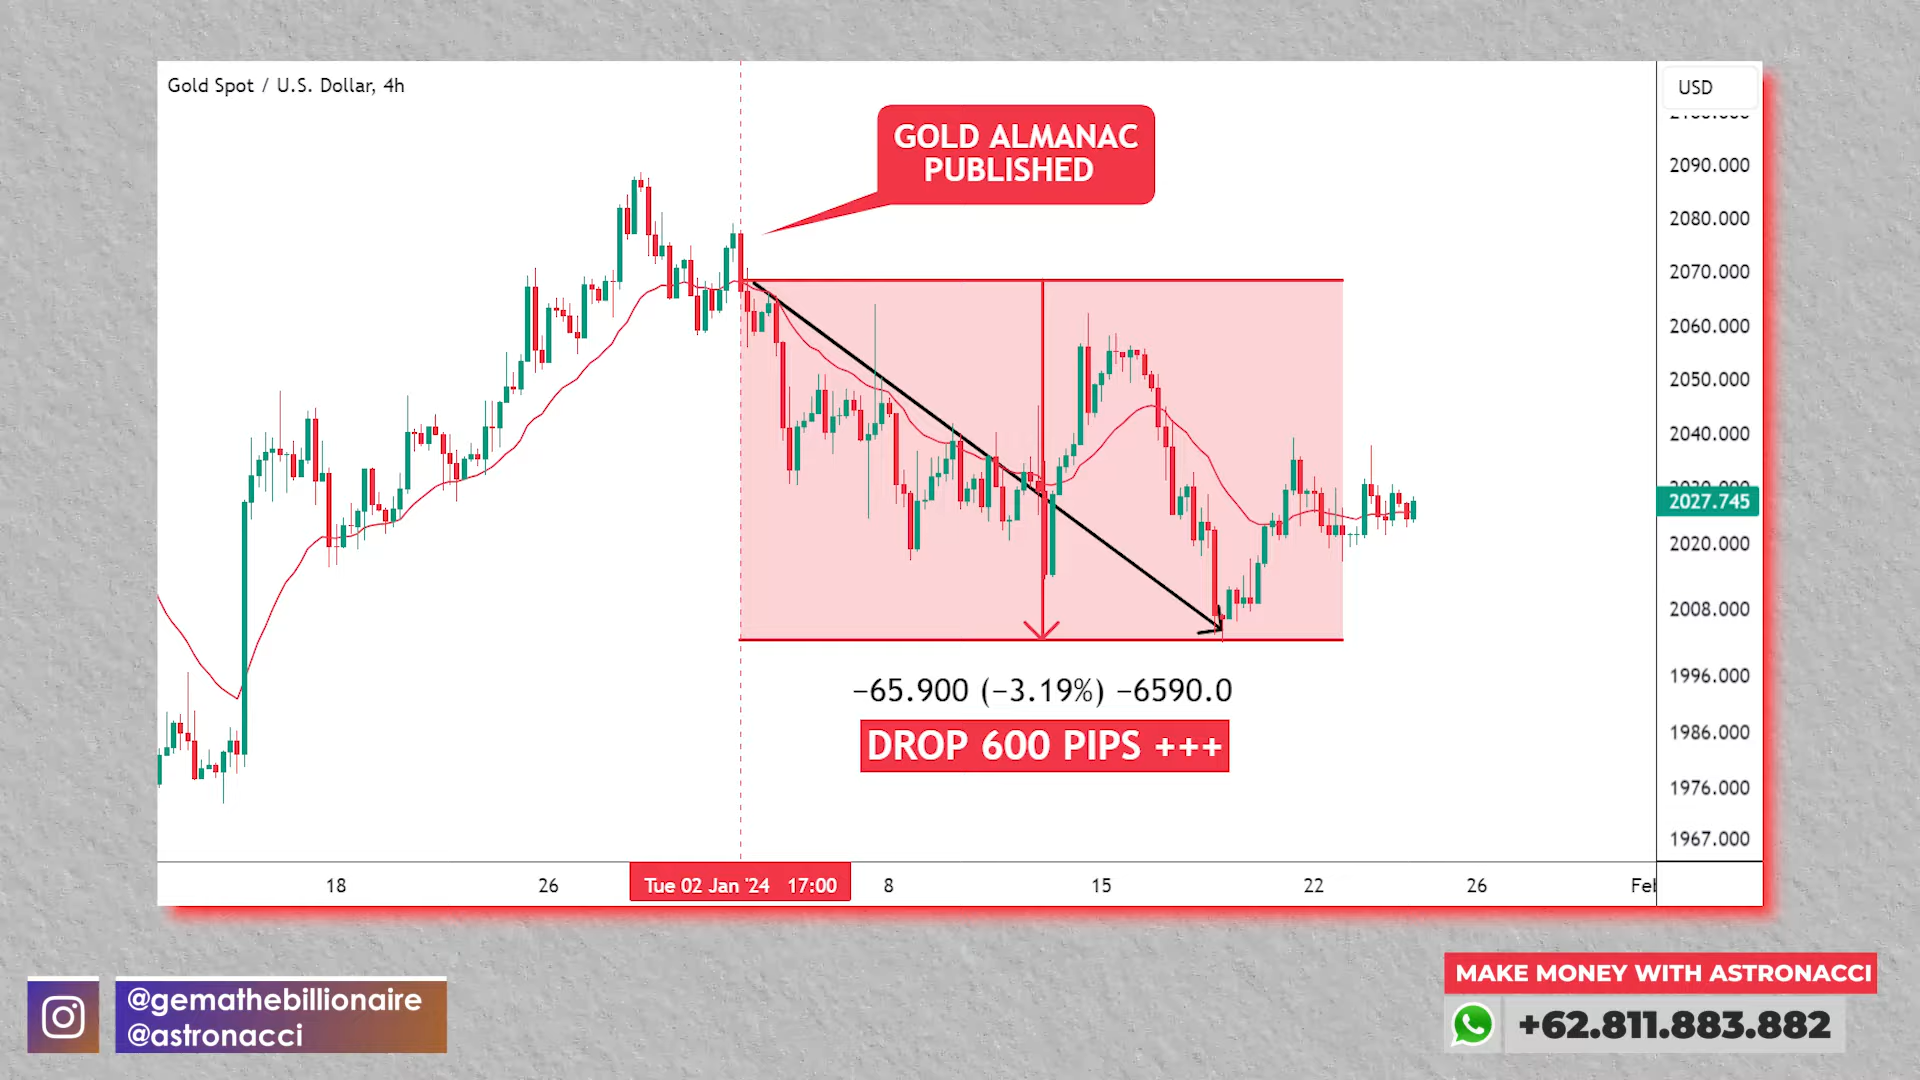 Gold Spot / U.S. Dollar, 4h
USD
GOLD ALMANAC
PUBLISHED
2090.000
2080.000
2070.000
2060.000
2050.000
2040.000
2027.745
2020.000
2008.000
1996.000
1986.000
1976.000
1967.000
−65.900 (−3.19%) −6590.0
DROP 600 PIPS +++
18
26
Tue 02 Jan '24 17:00
8
15
22
26
Feb
@gemathebillionaire
@astronacci
MAKE MONEY WITH ASTRONACCI
+62.811.883.882